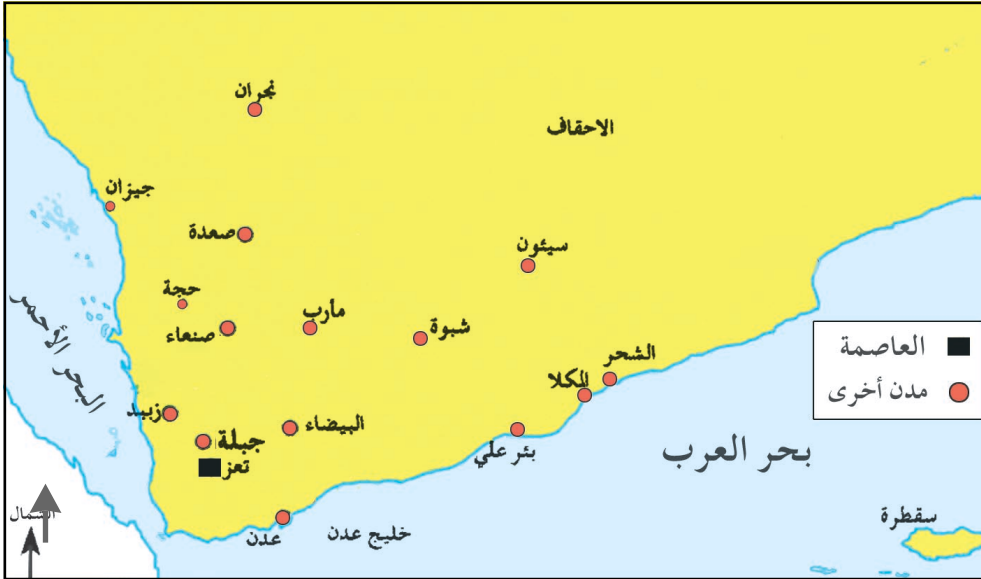 نجران
الاحقاف
جيزان
صعدة
سيئون
حجة
صنعاء
مأرب
شبوة
البحر الأحمر
العاصمة
مدن أخرى
الشحر
المكلا
زبيد
البيضاء
جبلة
تعز
بئر علي
بحر العرب
سقطرة
عدن
خليج عدن
الشمال